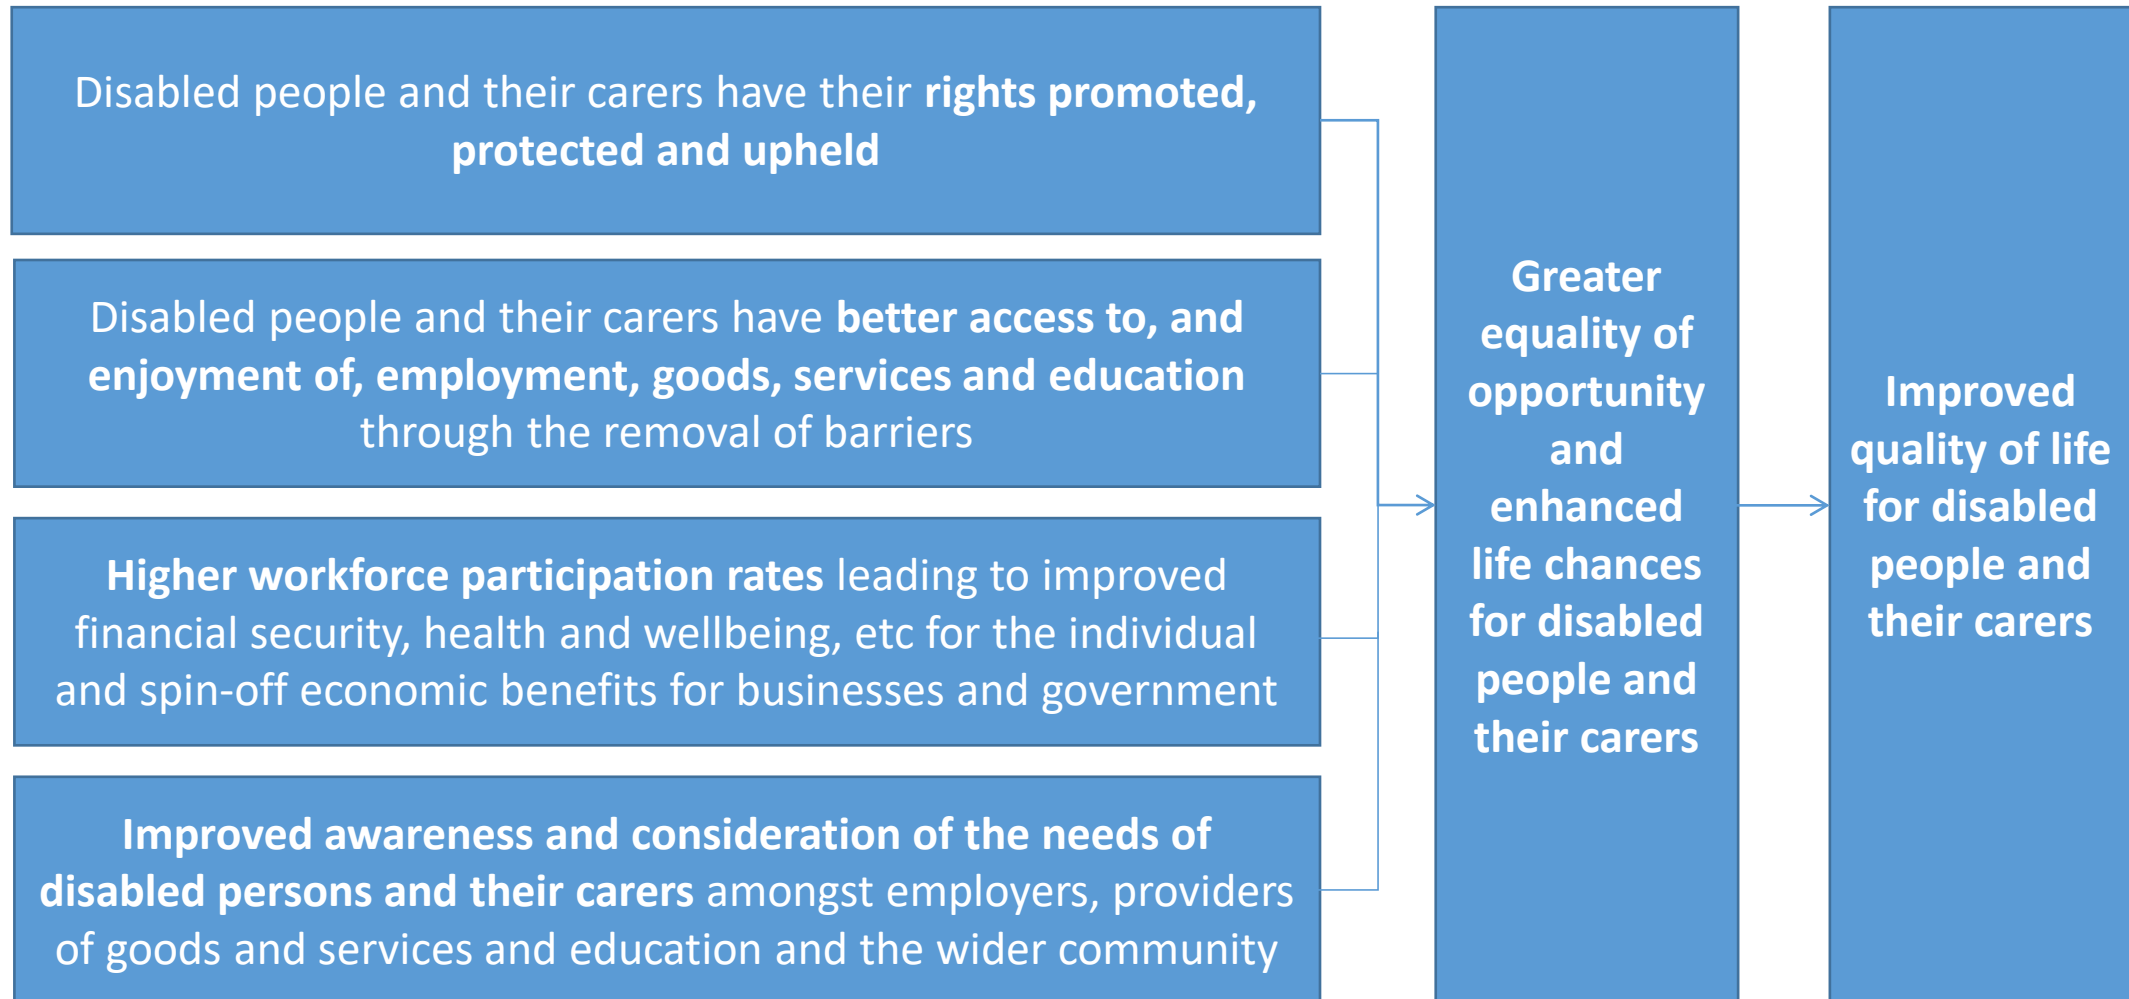 Disabled people and their carers have their rights promoted,
protected and upheld
Disabled people and their carers have better access to, and
enjoyment of, employment, goods, services and education
through the removal of barriers
Higher workforce participation rates leading to improved
financial security, health and wellbeing, etc for the individual
and spin-off economic benefits for businesses and government
Improved awareness and consideration of the needs of
disabled persons and their carers amongst employers, providers
of goods and services and education and the wider community
Greater
equality of
opportunity
and
enhanced
life chances
for disabled
people and
their carers
Improved
quality of life
for disabled
people and
their carers